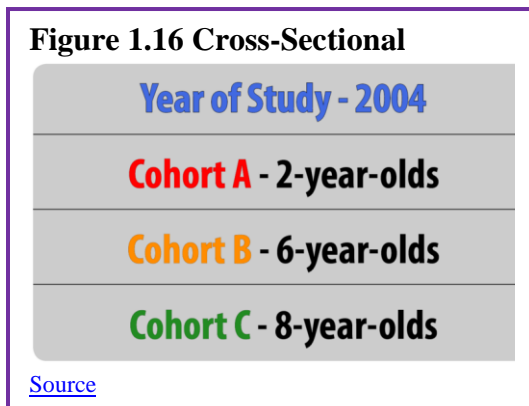 Figure 1.16 Cross-Sectional
Year of Study - 2004
Cohort A - 2-year-olds
Cohort B - 6-year-olds
Cohort C - 8-year-olds
Source